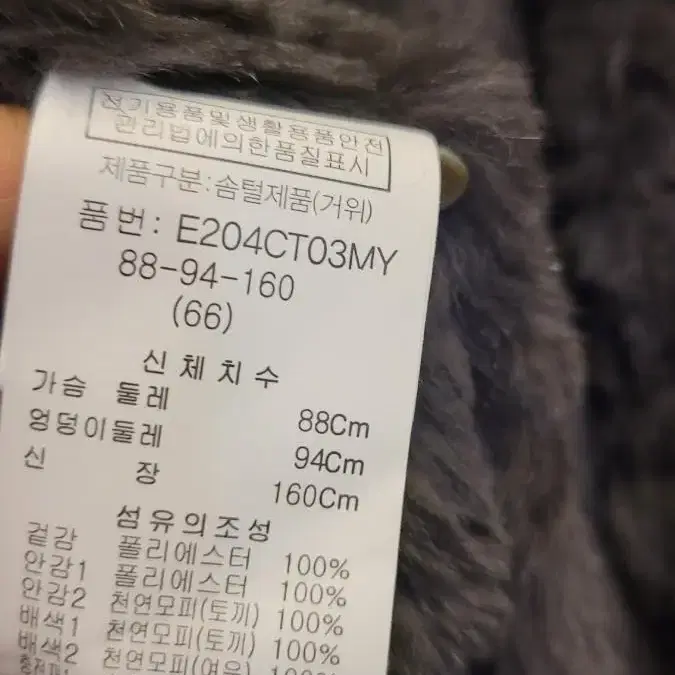 전기용품및생활용품안전
관리법에의한품질표시
제품구분:솜털제품(거위)
품번: E204CT03MY
88-94-160
(66)
신체치수
가슴 둘레 88Cm
엉덩이둘레 94Cm
신 장 160Cm
섬유의조성
겉감 폴리에스터 100%
안감1 폴리에스터 100%
안감2 천연모피(토끼) 100%
배색1 천연모피(토끼) 100%
배색2 천연모피(여우) 100%